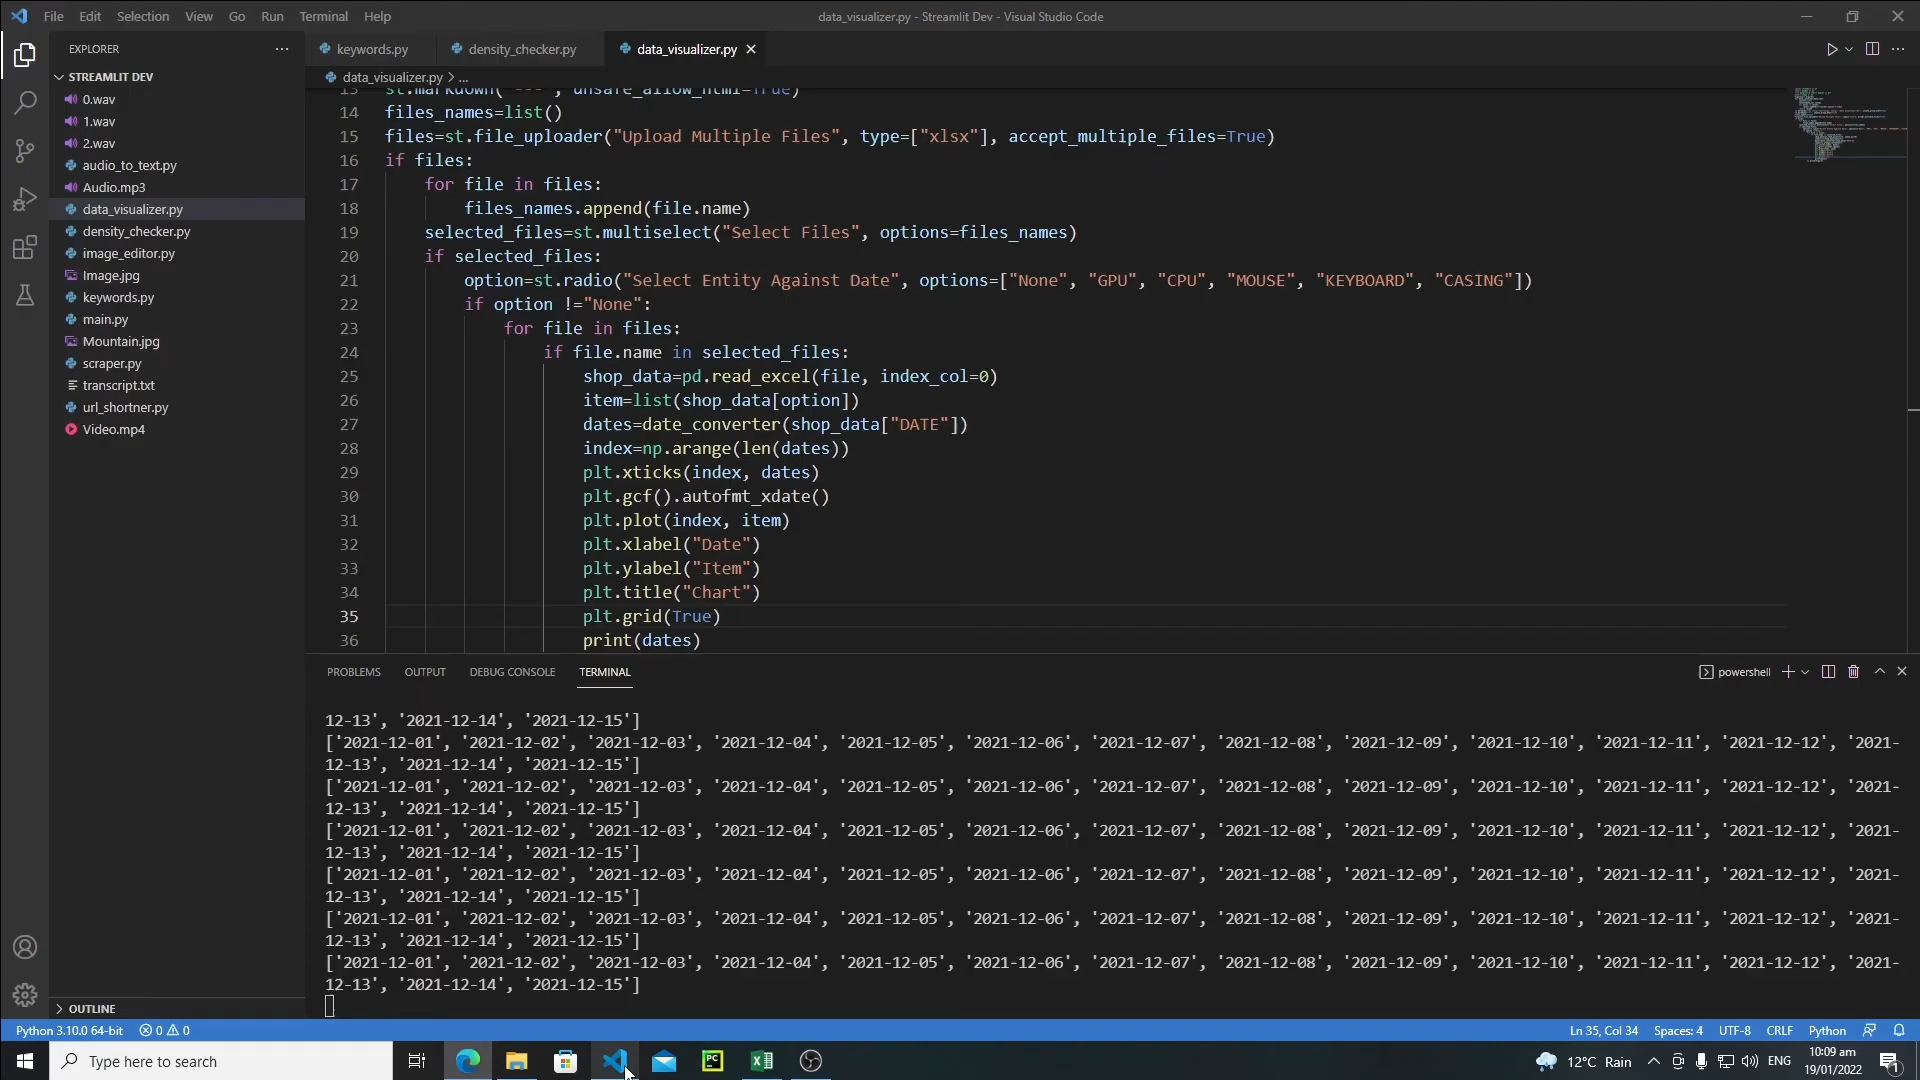 File Edit Selection View Go Run Terminal Help
data_visualizer.py - Streamlit Dev - Visual Studio Code
EXPLORER
STREAMLIT DEV
0.wav
1.wav
2.wav
audio_to_text.py
Audio.mp3
data_visualizer.py
density_checker.py
image_editor.py
Image.jpg
keywords.py
main.py
Mountain.jpg
scraper.py
transcript.txt
url_shortner.py
Video.mp4
OUTLINE
keywords.py density_checker.py data_visualizer.py
data_visualizer.py > ...
13 st.markdown("---", unsafe_allow_html=True)
14 files_names=list()
15 files=st.file_uploader("Upload Multiple Files", type=["xlsx"], accept_multiple_files=True)
16 if files:
17 for file in files:
18 files_names.append(file.name)
19 selected_files=st.multiselect("Select Files", options=files_names)
20 if selected_files:
21 option=st.radio("Select Entity Against Date", options=["None", "GPU", "CPU", "MOUSE", "KEYBOARD", "CASING"])
22 if option !="None":
23 for file in files:
24 if file.name in selected_files:
25 shop_data=pd.read_excel(file, index_col=0)
26 item=list(shop_data[option])
27 dates=date_converter(shop_data["DATE"])
28 index=np.arange(len(dates))
29 plt.xticks(index, dates)
30 plt.gcf().autofmt_xdate()
31 plt.plot(index, item)
32 plt.xlabel("Date")
33 plt.ylabel("Item")
34 plt.title("Chart")
35 plt.grid(True)
36 print(dates)
PROBLEMS OUTPUT DEBUG CONSOLE TERMINAL
powershell
12-13', '2021-12-14', '2021-12-15']
['2021-12-01', '2021-12-02', '2021-12-03', '2021-12-04', '2021-12-05', '2021-12-06', '2021-12-07', '2021-12-08', '2021-12-09', '2021-12-10', '2021-12-11', '2021-12-12', '2021-
12-13', '2021-12-14', '2021-12-15']
['2021-12-01', '2021-12-02', '2021-12-03', '2021-12-04', '2021-12-05', '2021-12-06', '2021-12-07', '2021-12-08', '2021-12-09', '2021-12-10', '2021-12-11', '2021-12-12', '2021-
12-13', '2021-12-14', '2021-12-15']
['2021-12-01', '2021-12-02', '2021-12-03', '2021-12-04', '2021-12-05', '2021-12-06', '2021-12-07', '2021-12-08', '2021-12-09', '2021-12-10', '2021-12-11', '2021-12-12', '2021-
12-13', '2021-12-14', '2021-12-15']
['2021-12-01', '2021-12-02', '2021-12-03', '2021-12-04', '2021-12-05', '2021-12-06', '2021-12-07', '2021-12-08', '2021-12-09', '2021-12-10', '2021-12-11', '2021-12-12', '2021-
12-13', '2021-12-14', '2021-12-15']
['2021-12-01', '2021-12-02', '2021-12-03', '2021-12-04', '2021-12-05', '2021-12-06', '2021-12-07', '2021-12-08', '2021-12-09', '2021-12-10', '2021-12-11', '2021-12-12', '2021-
12-13', '2021-12-14', '2021-12-15']
['2021-12-01', '2021-12-02', '2021-12-03', '2021-12-04', '2021-12-05', '2021-12-06', '2021-12-07', '2021-12-08', '2021-12-09', '2021-12-10', '2021-12-11', '2021-12-12', '2021-
12-13', '2021-12-14', '2021-12-15']
Python 3.10.0 64-bit 0 0 Ln 35, Col 34 Spaces: 4 UTF-8 CRLF Python
Type here to search
PC
12°C Rain
ENG
10:09 am
19/01/2022
1